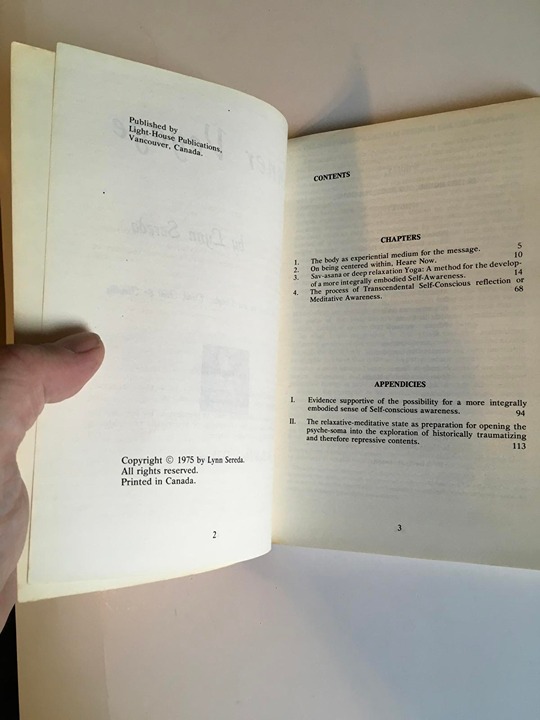 Published by
Light-House Publications,
Vancouver, Canada.
by Lynn Sereda
Copyright © 1975 by Lynn Sereda.
All rights reserved.
Printed in Canada.
2
CONTENTS
CHAPTERS
1. The body as experiential medium for the message. 5
2. On being centered within. Heare Now. 10
3. Sav-asana or deep relaxation Yoga: A method for the develop-
of a more integrally embodied Self-Awareness. 14
4. The process of Transcendental Self-Conscious reflection or
Meditative Awareness. 68
APPENDICIES
I. Evidence supportive of the possibility for a more integrally
embodied sense of Self-conscious awareness. 94
II. The relaxative-meditative state as preparation for opening the
psyche-soma into the exploration of historically traumatizing
and therefore repressive contents. 113
3